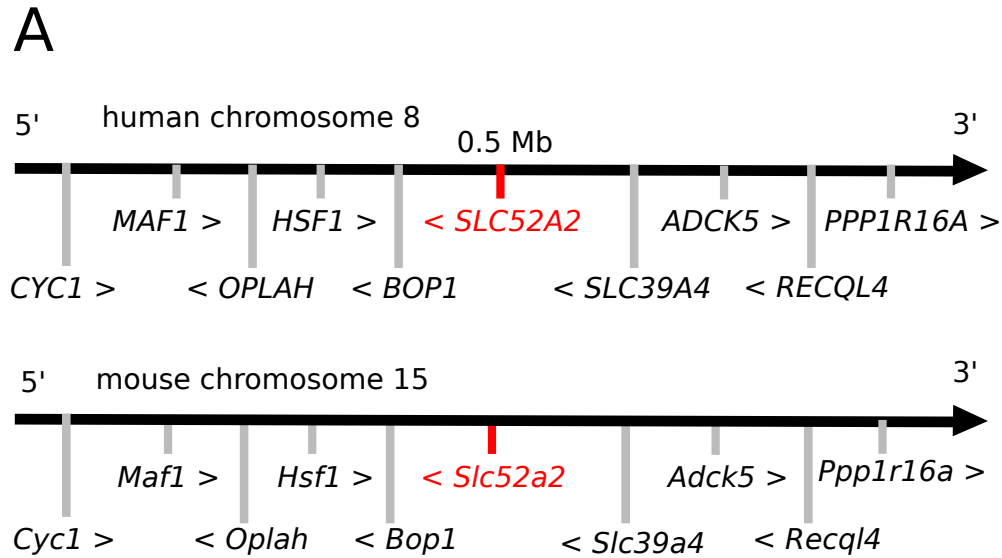 A
human chromosome 8
5'
0.5 Mb
3'
MAF1 >
HSF1 >
< SLC52A2
ADCK5 >
PPP1R16A >
CYC1 >
< OPLAH
< BOP1
< SLC39A4
< RECQL4
5'
mouse chromosome 15
3'
Maf1 >
Hsf1 >
< Slc52a2
Adck5 >
Ppp1r16a >
Cyc1 >
< Oplah
< Bop1
< Slc39a4
< Recql4